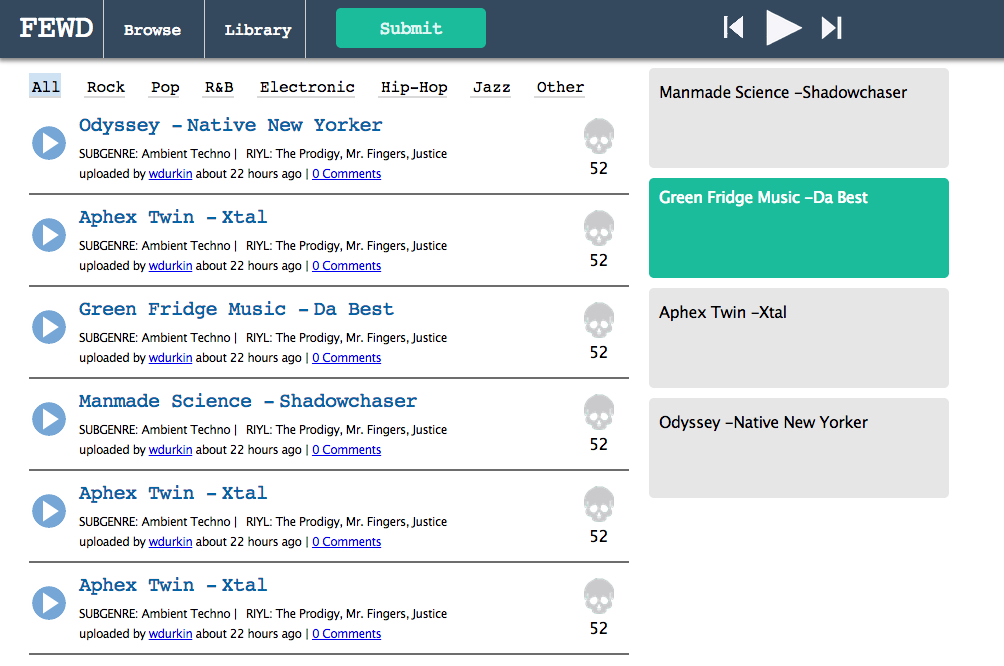 FEWD Browse Library Submit
All Rock Pop R&B Electronic Hip-Hop Jazz Other
Odyssey – Native New Yorker
SUBGENRE: Ambient Techno | RIYL: The Prodigy, Mr. Fingers, Justice
uploaded by wdurkin about 22 hours ago | 0 Comments
52
Aphex Twin – Xtal
SUBGENRE: Ambient Techno | RIYL: The Prodigy, Mr. Fingers, Justice
uploaded by wdurkin about 22 hours ago | 0 Comments
52
Green Fridge Music – Da Best
SUBGENRE: Ambient Techno | RIYL: The Prodigy, Mr. Fingers, Justice
uploaded by wdurkin about 22 hours ago | 0 Comments
52
Manmade Science – Shadowchaser
SUBGENRE: Ambient Techno | RIYL: The Prodigy, Mr. Fingers, Justice
uploaded by wdurkin about 22 hours ago | 0 Comments
52
Aphex Twin – Xtal
SUBGENRE: Ambient Techno | RIYL: The Prodigy, Mr. Fingers, Justice
uploaded by wdurkin about 22 hours ago | 0 Comments
52
Aphex Twin – Xtal
SUBGENRE: Ambient Techno | RIYL: The Prodigy, Mr. Fingers, Justice
uploaded by wdurkin about 22 hours ago | 0 Comments
52
Manmade Science –Shadowchaser
Green Fridge Music –Da Best
Aphex Twin –Xtal
Odyssey –Native New Yorker